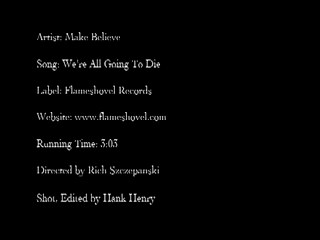 Artist: Make Believe
Song: We're All Going To Die
Label: Flameshovel Records
Website: www.flameshovel.com
Running Time: 3:03
Directed by Rich Szczepanski
Shot, Edited by Hank Henry